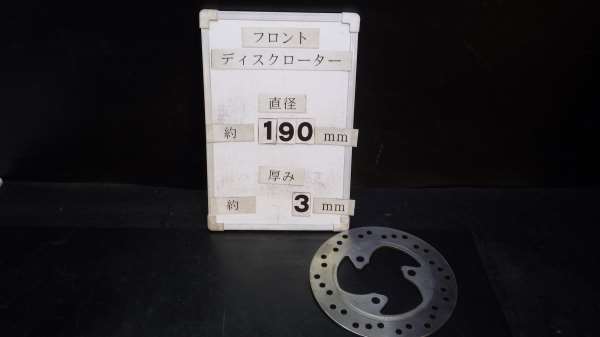 フロント
ディスクローター
直径
約 190 mm
厚み
約 3 mm